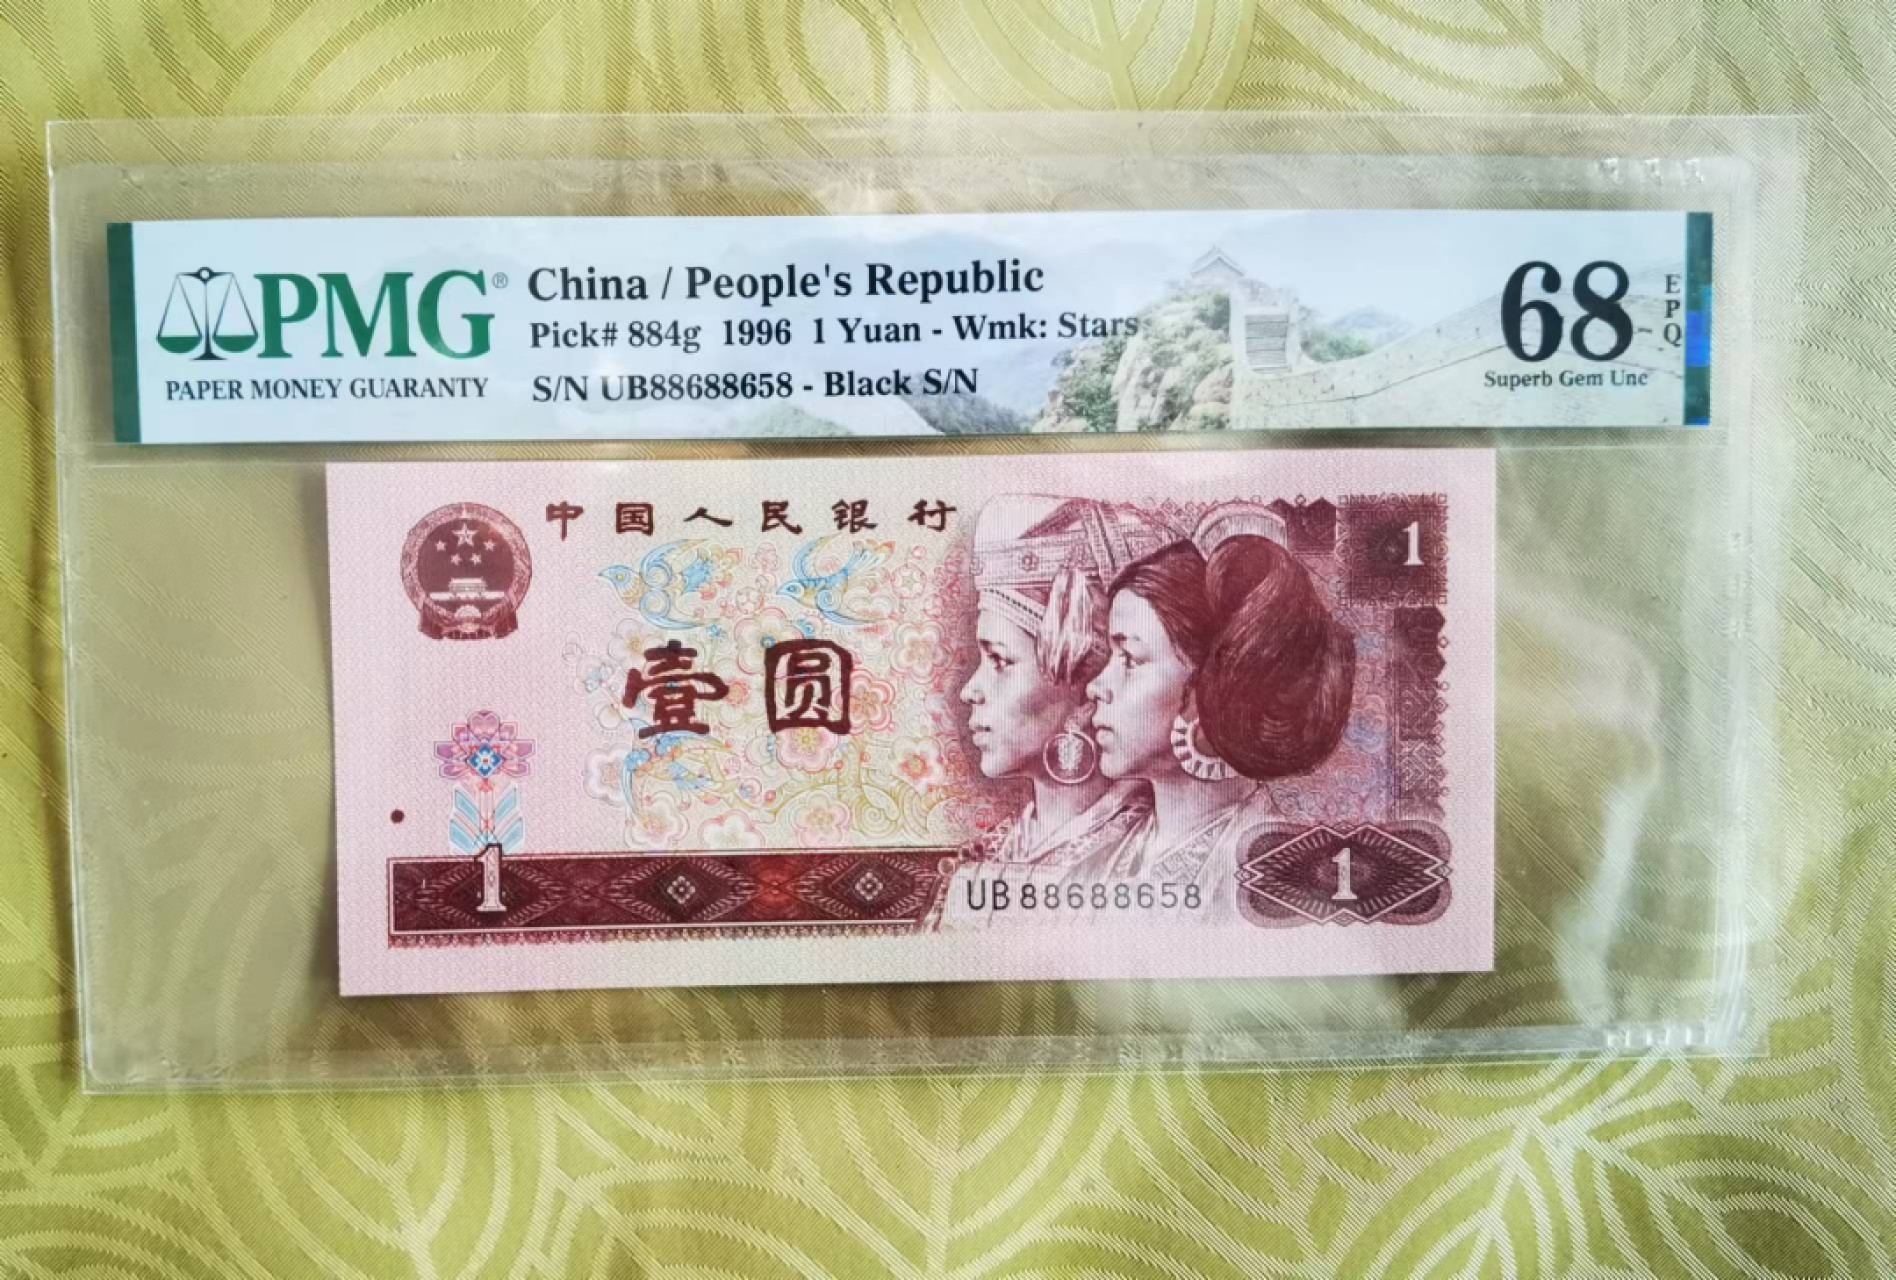 PMG®
PAPER MONEY GUARANTY
China / People's Republic
Pick# 884g 1996 1 Yuan - Wmk: Stars
S/N UB88688658 - Black S/N
68
EPQ
Superb Gem Unc
中国人民银行
1
壹圆
1
UB88688658
1